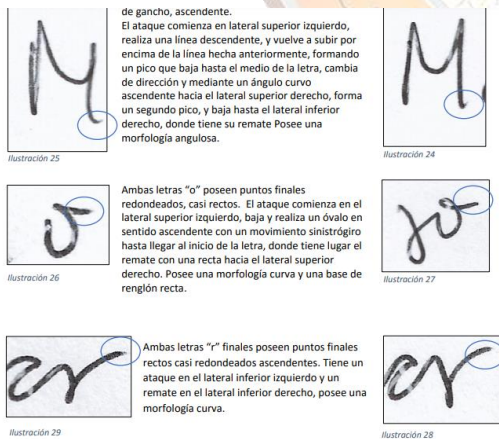 de gancho, ascendente.
El ataque comienza en lateral superior izquierdo,
realiza una línea descendente, y vuelve a subir por
encima de la línea hecha anteriormente, formando
un pico que baja hasta el medio de la letra, cambia
de dirección y mediante un ángulo curvo
ascendente hacia el lateral superior derecho, forma
un segundo pico, y baja hasta el lateral inferior
derecho, donde tiene su remate Posee una
morfología angulosa.
M
Ilustración 25
M
Ilustración 24
Ambas letras “o” poseen puntos finales
redondeados, casi rectos. El ataque comienza en el
lateral superior izquierdo, baja y realiza un óvalo en
sentido ascendente con un movimiento sinistrógiro
hasta llegar al inicio de la letra, donde tiene lugar el
remate con una recta hacia el lateral superior
derecho. Posee una morfología curva y una base de
renglón recta.
o
Ilustración 26
Ilustración 27
Ambas letras “r” finales poseen puntos finales
rectos casi redondeados ascendentes. Tiene un
ataque en el lateral inferior izquierdo y un
remate en el lateral inferior derecho, posee una
morfología curva.
er
Ilustración 29
er
Ilustración 28